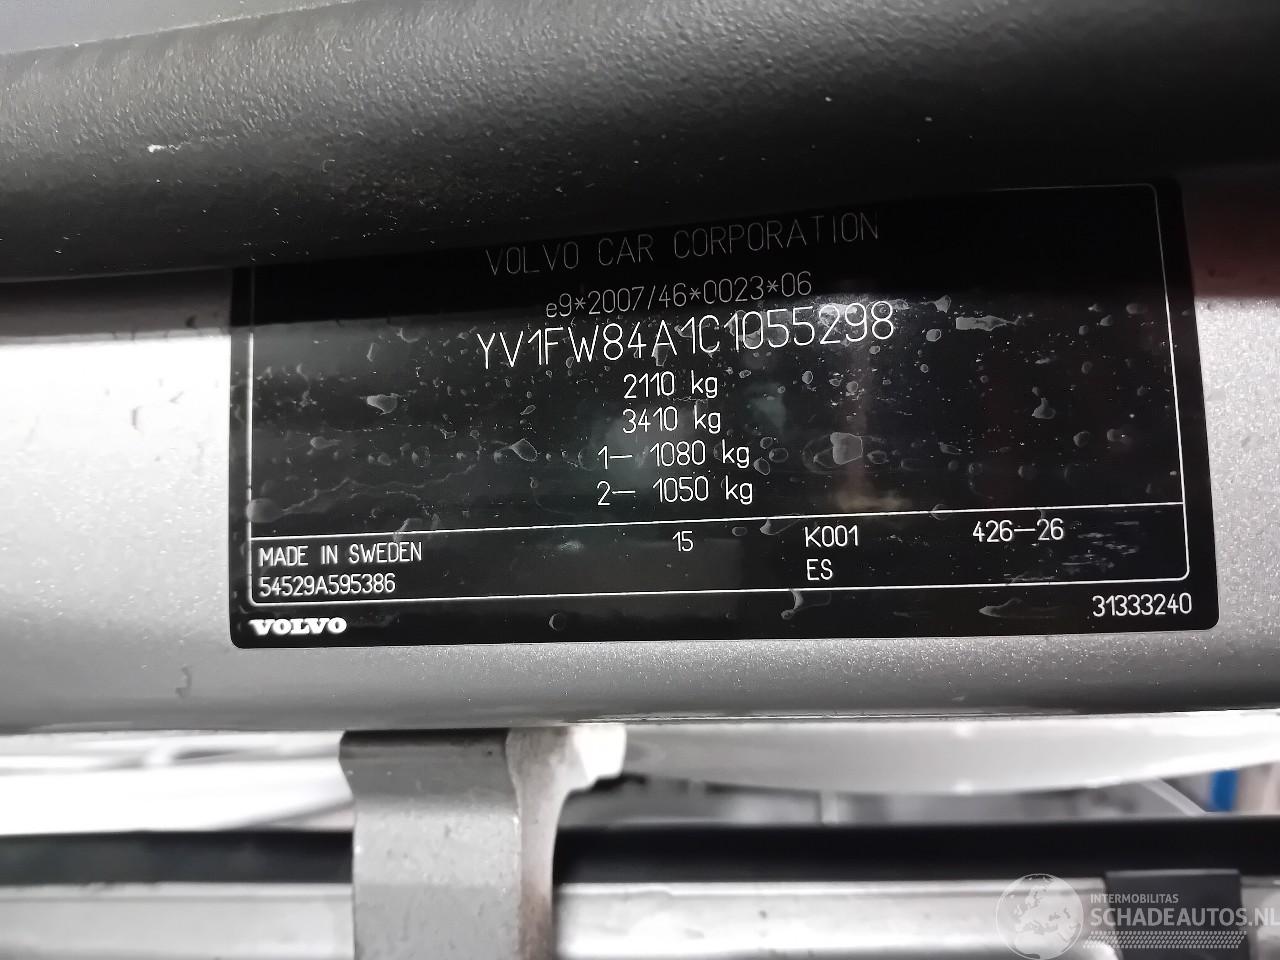 VOLVO CAR CORPORATION
e9*2007/46*0023*06
YV1FW84A1C1055298
2110 kg
3410 kg
1— 1080 kg
2— 1050 kg
MADE IN SWEDEN 15 K001 426—26
54529A595386 ES
VOLVO 31333240
INTERMOBILITAS
SCHADEAUTOS.NL